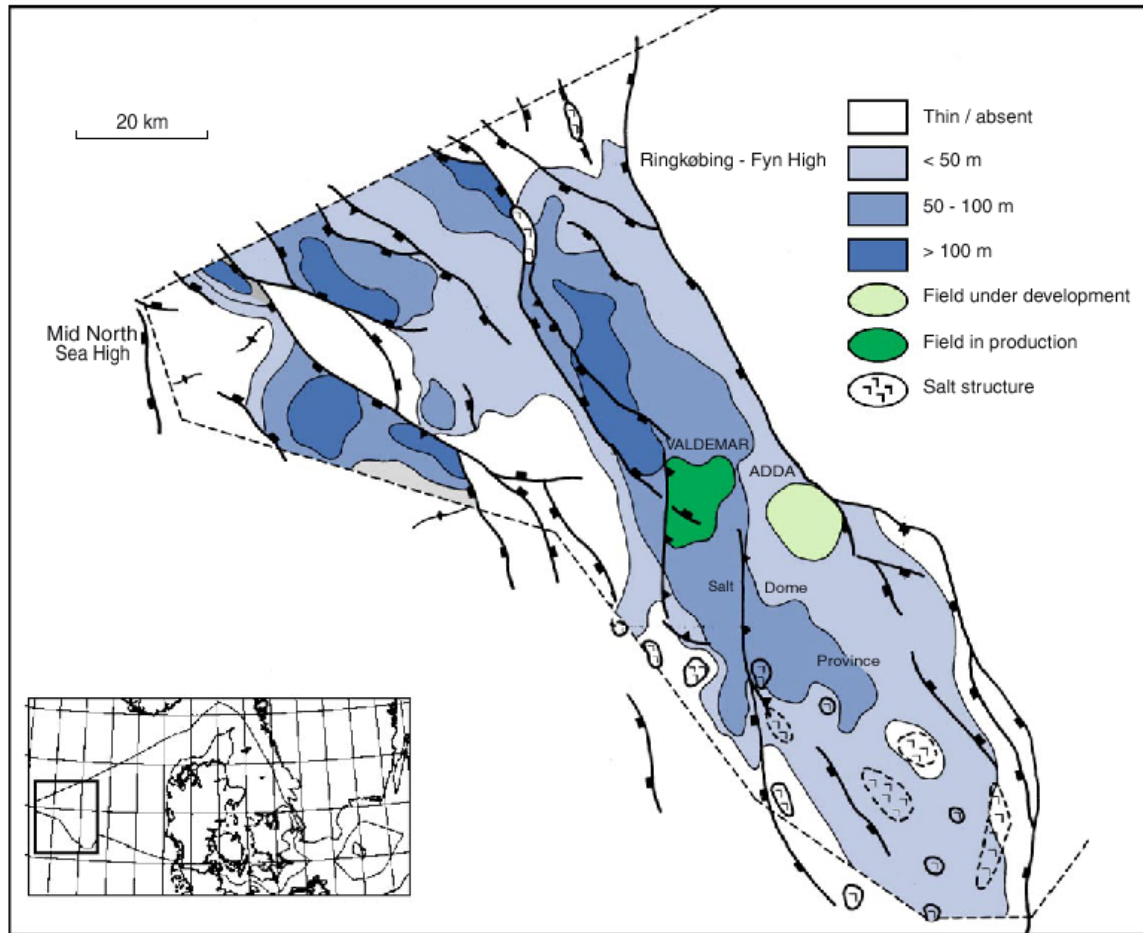 20 km
Ringkøbing - Fyn High
Thin / absent
< 50 m
50 - 100 m
> 100 m
Field under development
Field in production
Salt structure
Mid North
Sea High
VALDEMAR
ADDA
Salt Dome
Province